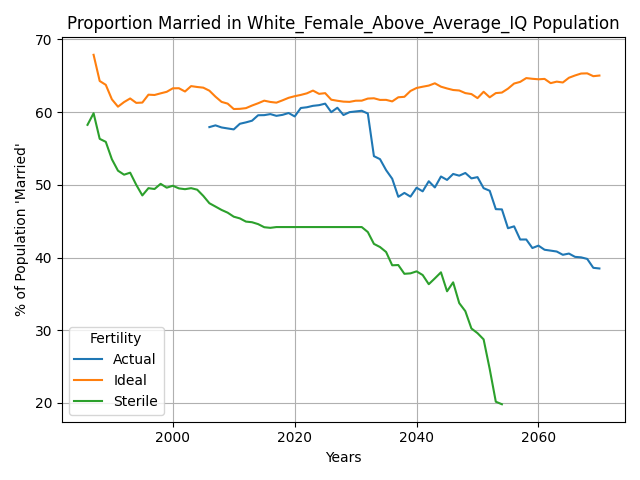 Proportion Married in White_Female_Above_Average_IQ Population
70
60
50
40
30
20
% of Population 'Married'
Fertility
Actual
Ideal
Sterile
2000 2020 2040 2060
Years